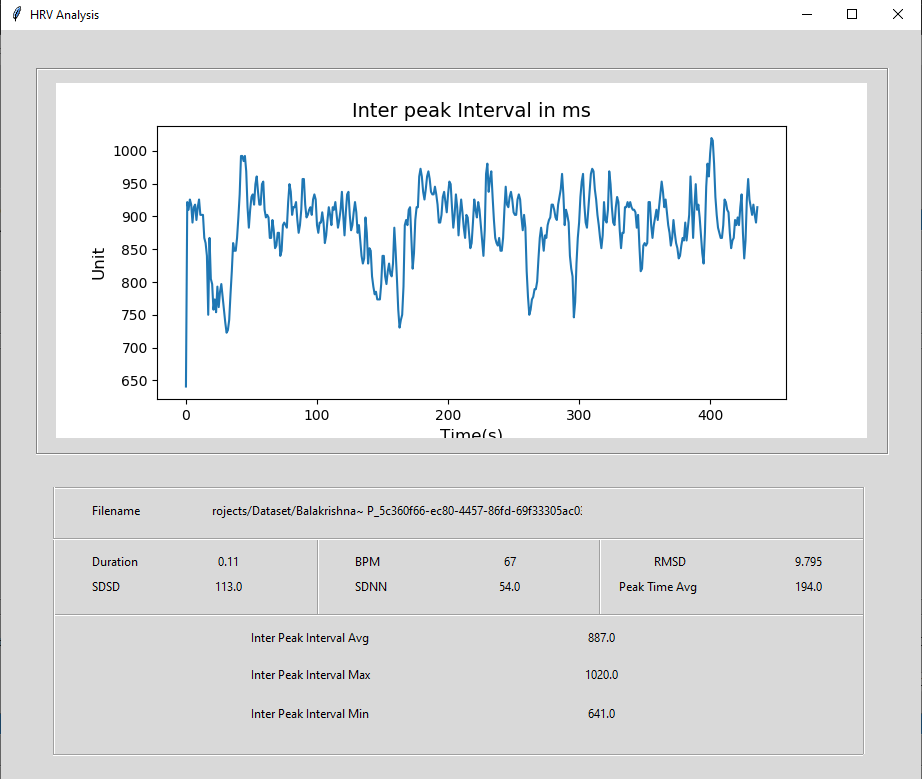 HRV Analysis
Inter peak Interval in ms
1000
950
900
850
800
750
700
650
Unit
0 100 200 300 400
Time(s)
Filename rojects/Dataset/Balakrishna~ P_5c360f66-ec80-4457-86fd-69f33305ac0
Duration 0.11 BPM 67 RMSD 9.795
SDSD 113.0 SDNN 54.0 Peak Time Avg 194.0
Inter Peak Interval Avg 887.0
Inter Peak Interval Max 1020.0
Inter Peak Interval Min 641.0